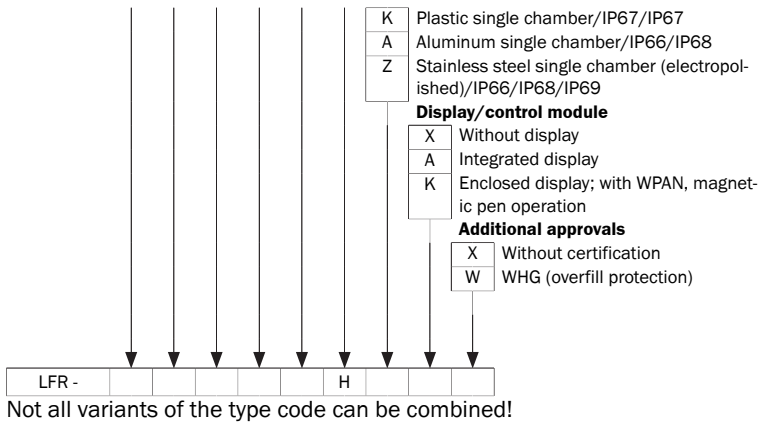 K Plastic single chamber/IP67/IP67
A Aluminum single chamber/IP66/IP68
Z Stainless steel single chamber (electropol-
ished)/IP66/IP68/IP69
Display/control module
X Without display
A Integrated display
K Enclosed display; with WPAN, magnet-
ic pen operation
Additional approvals
X Without certification
W WHG (overfill protection)
LFR - H
Not all variants of the type code can be combined!